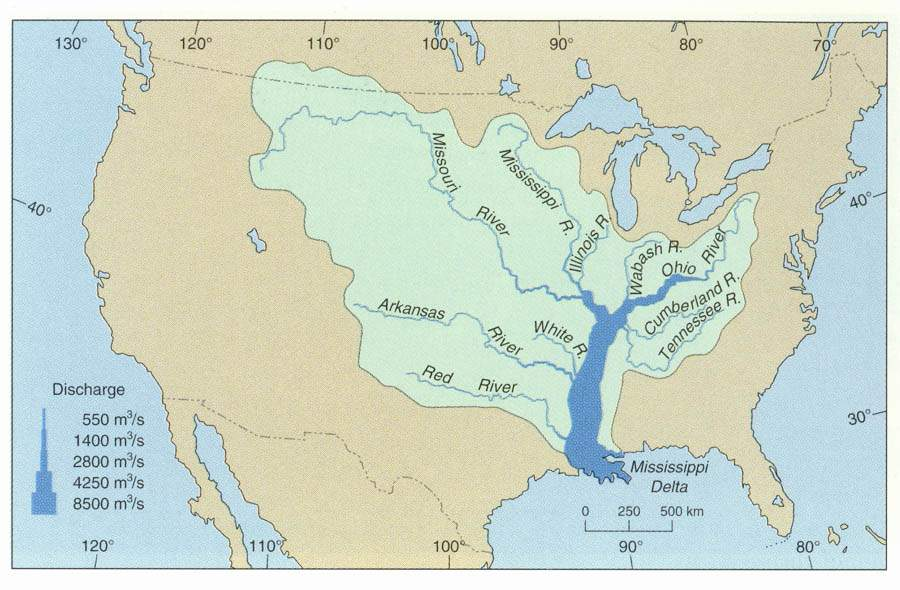 130° 120° 110° 100° 90° 80° 70°
Missouri
River
Mississippi R.
Illinois R.
Wabash R.
Ohio
River
Cumberland R.
Tennessee R.
40°
40°
Arkansas
River
White R.
Red River
30°
Discharge
550 m³/s
1400 m³/s
2800 m³/s
4250 m³/s
8500 m³/s
Mississippi
Delta
0 250 500 km
120° 110° 100° 90° 80°